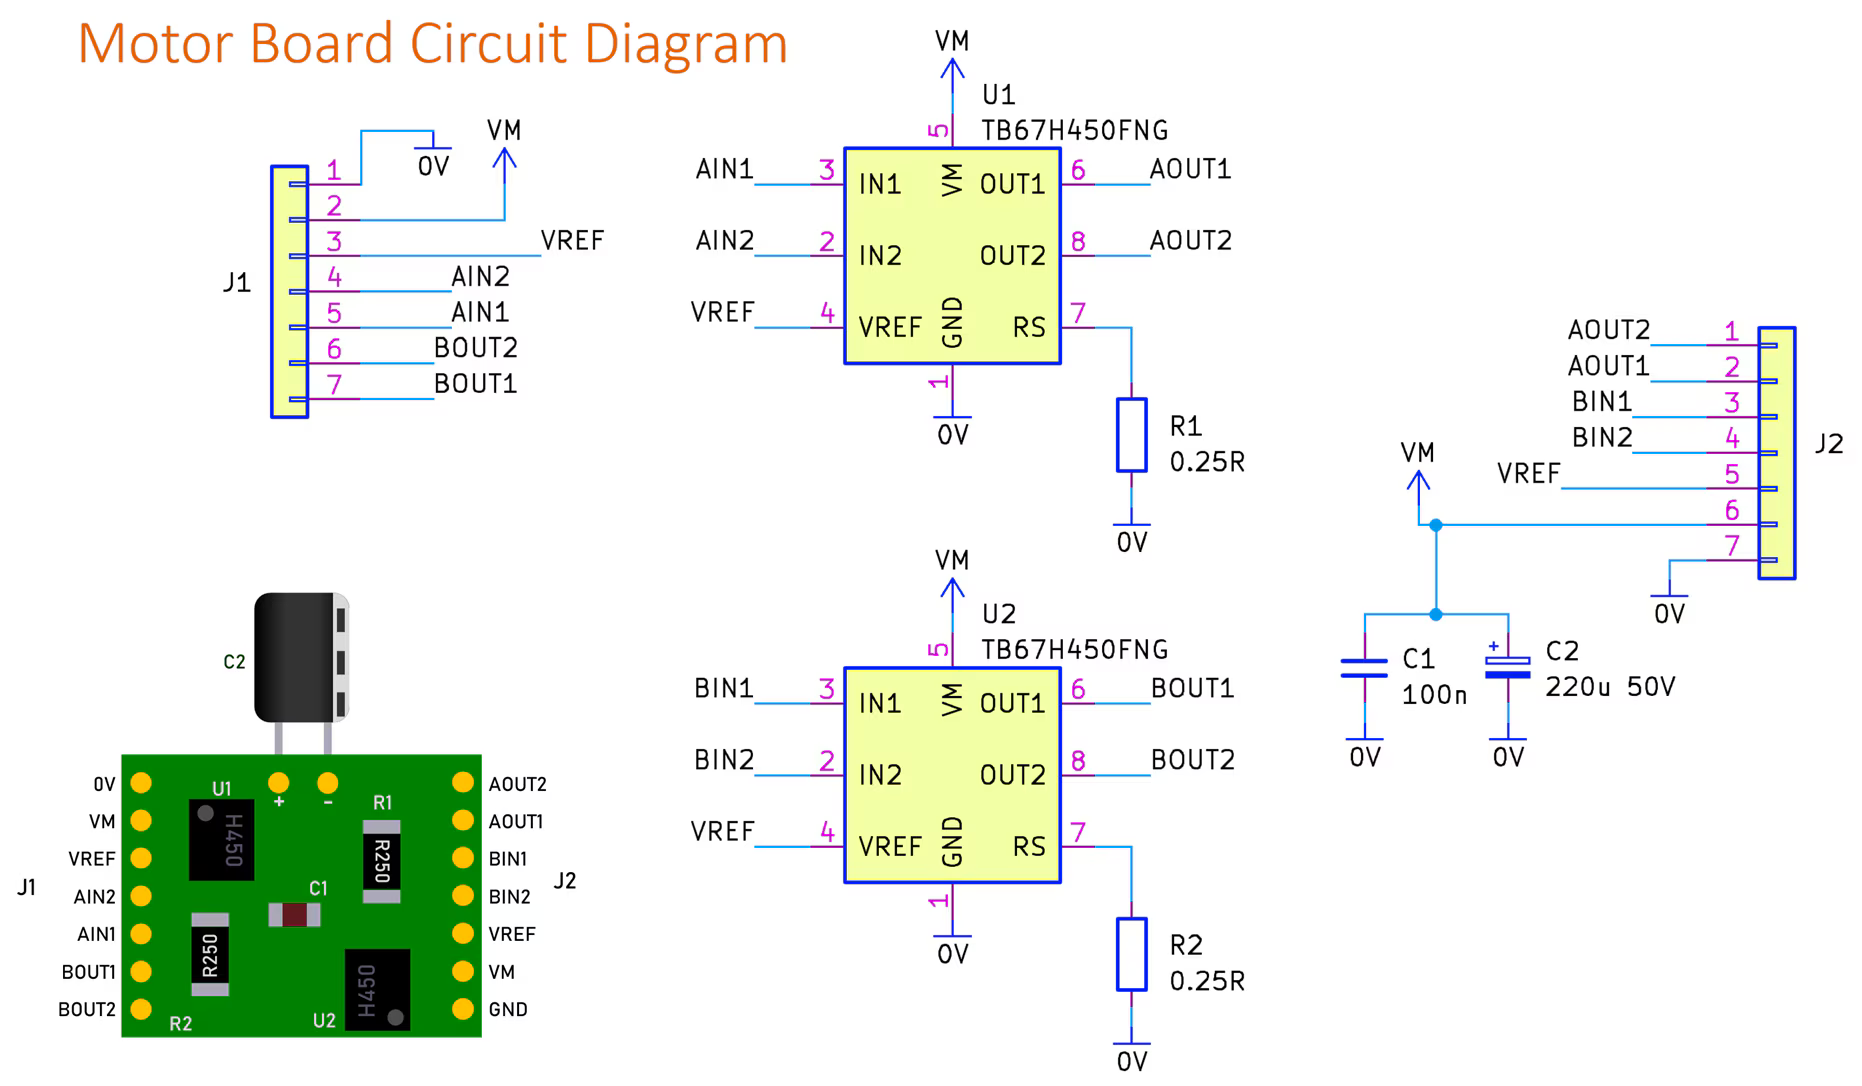 Motor Board Circuit Diagram
J1
1
0V
2
VM
3
VREF
4
AIN2
5
AIN1
6
BOUT2
7
BOUT1
VM
U1
TB67H450FNG
5
AIN1
3
IN1
VM
OUT1
6
AOUT1
AIN2
2
IN2
OUT2
8
AOUT2
VREF
4
VREF
GND
RS
7
1
0V
R1
0.25R
0V
VM
U2
TB67H450FNG
5
BIN1
3
IN1
VM
OUT1
6
BOUT1
BIN2
2
IN2
OUT2
8
BOUT2
VREF
4
VREF
GND
RS
7
1
0V
R2
0.25R
0V
AOUT2
1
AOUT1
2
BIN1
3
BIN2
4
J2
VREF
5
VM
6
7
0V
C1
100n
0V
+
C2
220u 50V
0V
C2
J1
0V
VM
VREF
AIN2
AIN1
BOUT1
BOUT2
U1
H450
+
-
R1
R250
C1
R250
R2
H450
U2
AOUT2
AOUT1
BIN1
BIN2
VREF
VM
GND
J2